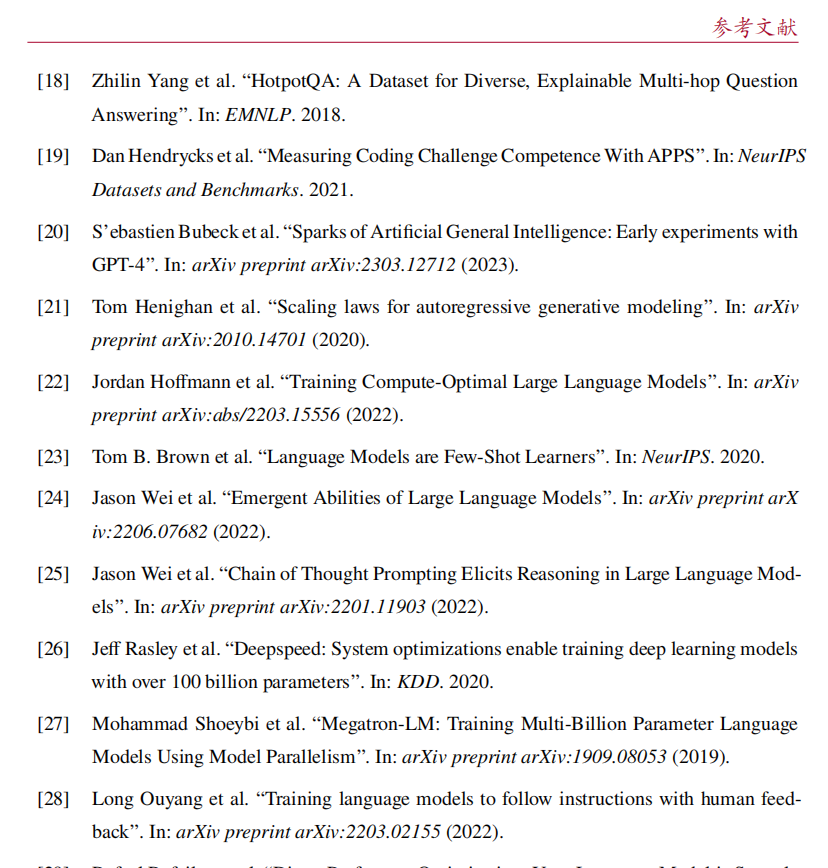 参考文献
[18] Zhilin Yang et al. “HotpotQA: A Dataset for Diverse, Explainable Multi-hop Question
Answering”. In: EMNLP. 2018.
[19] Dan Hendrycks et al. “Measuring Coding Challenge Competence With APPS”. In: NeurIPS
Datasets and Benchmarks. 2021.
[20] S’ebastien Bubeck et al. “Sparks of Artificial General Intelligence: Early experiments with
GPT-4”. In: arXiv preprint arXiv:2303.12712 (2023).
[21] Tom Henighan et al. “Scaling laws for autoregressive generative modeling”. In: arXiv
preprint arXiv:2010.14701 (2020).
[22] Jordan Hoffmann et al. “Training Compute-Optimal Large Language Models”. In: arXiv
preprint arXiv:abs/2203.15556 (2022).
[23] Tom B. Brown et al. “Language Models are Few-Shot Learners”. In: NeurIPS. 2020.
[24] Jason Wei et al. “Emergent Abilities of Large Language Models”. In: arXiv preprint arX
iv:2206.07682 (2022).
[25] Jason Wei et al. “Chain of Thought Prompting Elicits Reasoning in Large Language Mod-
els”. In: arXiv preprint arXiv:2201.11903 (2022).
[26] Jeff Rasley et al. “Deepspeed: System optimizations enable training deep learning models
with over 100 billion parameters”. In: KDD. 2020.
[27] Mohammad Shoeybi et al. “Megatron-LM: Training Multi-Billion Parameter Language
Models Using Model Parallelism”. In: arXiv preprint arXiv:1909.08053 (2019).
[28] Long Ouyang et al. “Training language models to follow instructions with human feed-
back”. In: arXiv preprint arXiv:2203.02155 (2022).